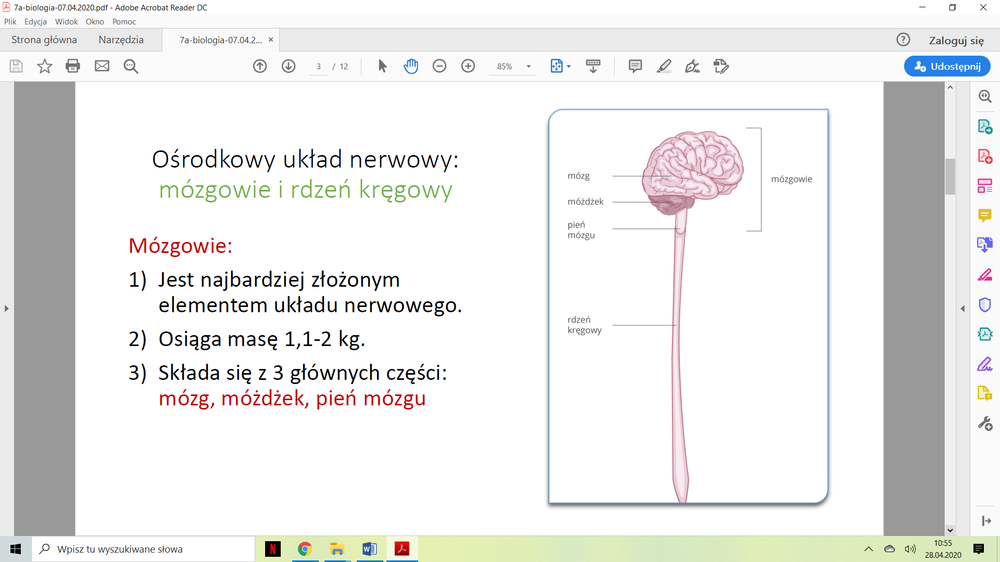 7a-biologia-07.04.2020.pdf - Adobe Acrobat Reader DC
Plik Edycja Widok Okno Pomoc
Strona główna Narzędzia 7a-biologia-07.04.2... × Zaloguj się
3 / 12 85% Udostępnij
Ośrodkowy układ nerwowy:
mózgowie i rdzeń kręgowy
Mózgowie:
1) Jest najbardziej złożonym
elementem układu nerwowego.
2) Osiąga masę 1,1-2 kg.
3) Składa się z 3 głównych części:
mózg, móżdżek, pień mózgu
mózg
móżdżek
pień
mózgu
rdzeń
kręgowy
mózgowie
Wpisz tu wyszukiwane słowa
10:55
28.04.2020